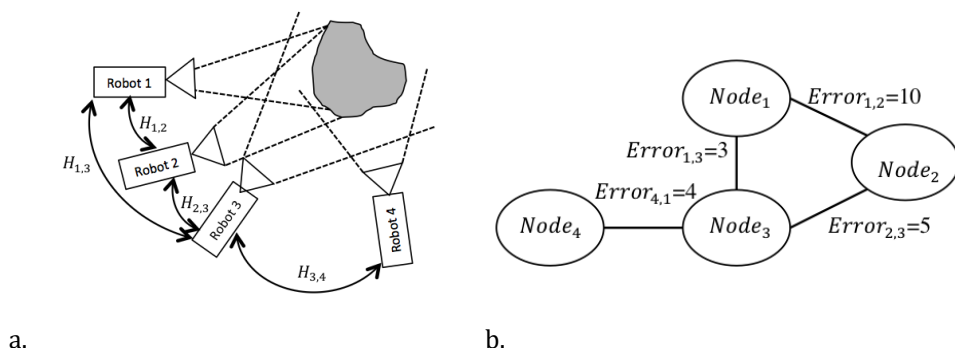 Robot 1
H₁,₂
Robot 2
H₁,₃
H₂,₃
Robot 3
Robot 4
H₃,₄
a.
Node₁
Error₁,₂=10
Error₁,₃=3
Node₂
Error₄,₁=4
Node₄
Node₃
Error₂,₃=5
b.